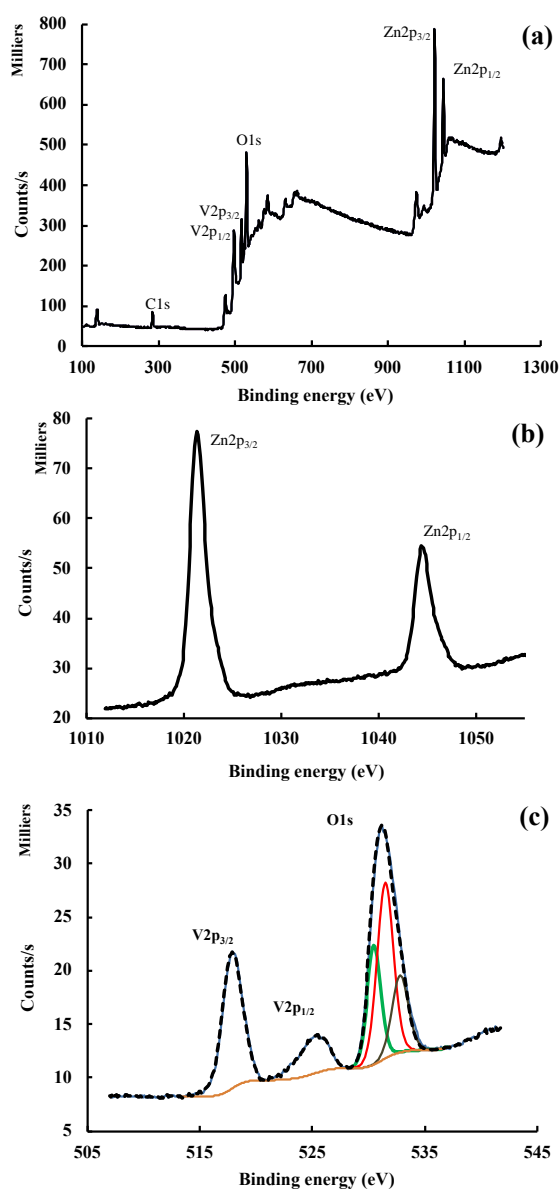 (a)
Milliers
Counts/s
800
700
600
500
400
300
200
100
0
Zn2p3/2
Zn2p1/2
O1s
V2p3/2
V2p1/2
C1s
100 300 500 700 900 1100 1300
Binding energy (eV)
(b)
Milliers
Counts/s
80
70
60
50
40
30
20
Zn2p3/2
Zn2p1/2
1010 1020 1030 1040 1050
Binding energy (eV)
(c)
Milliers
Counts/s
35
30
25
20
15
10
5
O1s
V2p3/2
V2p1/2
505 515 525 535 545
Binding energy (eV)